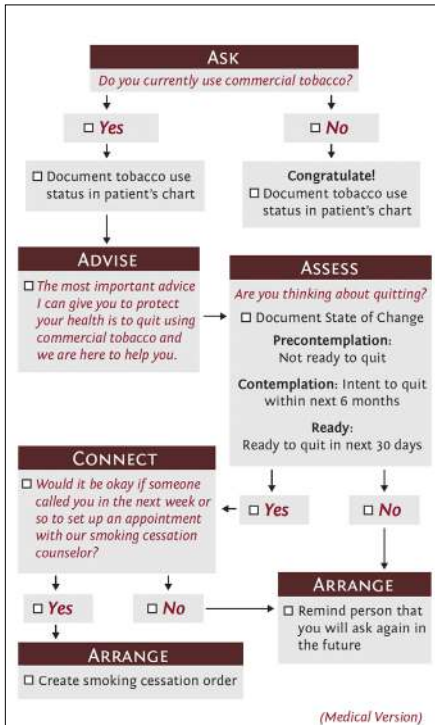 ASK
Do you currently use commercial tobacco?
☐ Yes
☐ No
☐ Document tobacco use
status in patient's chart
Congratulate!
☐ Document tobacco use
status in patient's chart
ADVISE
☐ The most important advice
I can give you to protect
your health is to quit using
commercial tobacco and
we are here to help you.
ASSESS
Are you thinking about quitting?
☐ Document State of Change
Precontemplation:
Not ready to quit
Contemplation: Intent to quit
within next 6 months
Ready:
Ready to quit in next 30 days
☐ Yes
☐ No
CONNECT
☐ Would it be okay if someone
called you in the next week or
so to set up an appointment
with our smoking cessation
counselor?
☐ Yes
☐ No
ARRANGE
☐ Remind person that
you will ask again in
the future
ARRANGE
☐ Create smoking cessation order
(Medical Version)